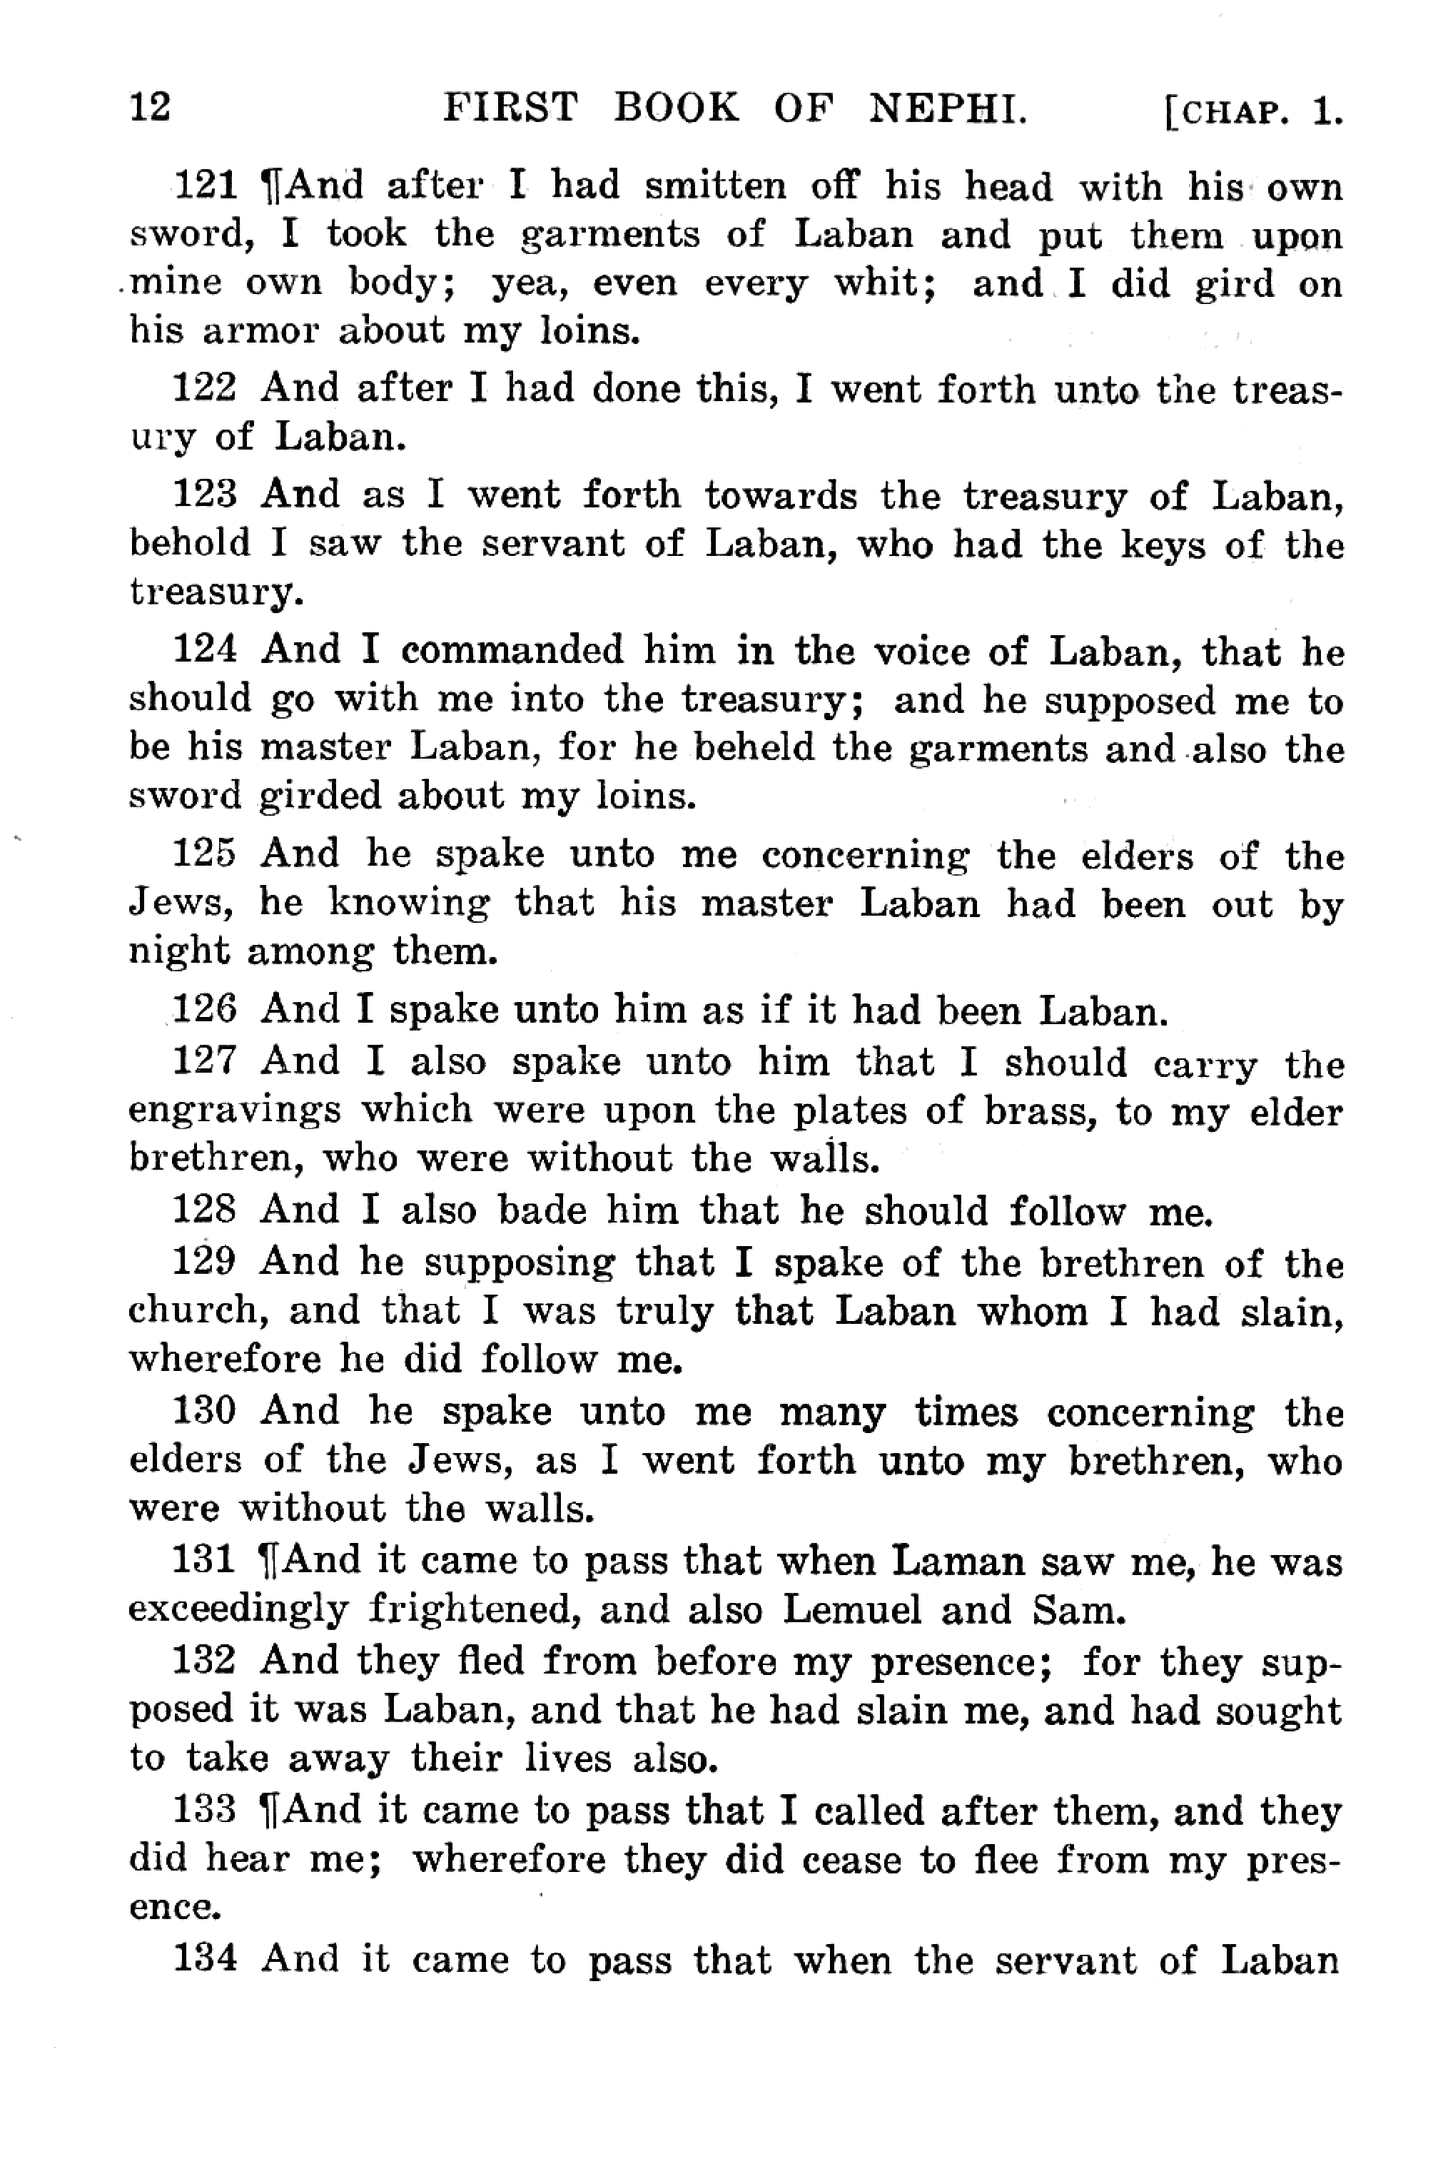 12 FIRST BOOK OF NEPHI. [CHAP. 1.
121 ¶And after I had smitten off his head with his own
sword, I took the garments of Laban and put them upon
mine own body; yea, even every whit; and I did gird on
his armor about my loins.
122 And after I had done this, I went forth unto the treas-
ury of Laban.
123 And as I went forth towards the treasury of Laban,
behold I saw the servant of Laban, who had the keys of the
treasury.
124 And I commanded him in the voice of Laban, that he
should go with me into the treasury; and he supposed me to
be his master Laban, for he beheld the garments and also the
sword girded about my loins.
125 And he spake unto me concerning the elders of the
Jews, he knowing that his master Laban had been out by
night among them.
126 And I spake unto him as if it had been Laban.
127 And I also spake unto him that I should carry the
engravings which were upon the plates of brass, to my elder
brethren, who were without the walls.
128 And I also bade him that he should follow me.
129 And he supposing that I spake of the brethren of the
church, and that I was truly that Laban whom I had slain,
wherefore he did follow me.
130 And he spake unto me many times concerning the
elders of the Jews, as I went forth unto my brethren, who
were without the walls.
131 ¶And it came to pass that when Laman saw me, he was
exceedingly frightened, and also Lemuel and Sam.
132 And they fled from before my presence; for they sup-
posed it was Laban, and that he had slain me, and had sought
to take away their lives also.
133 ¶And it came to pass that I called after them, and they
did hear me; wherefore they did cease to flee from my pres-
ence.
134 And it came to pass that when the servant of Laban